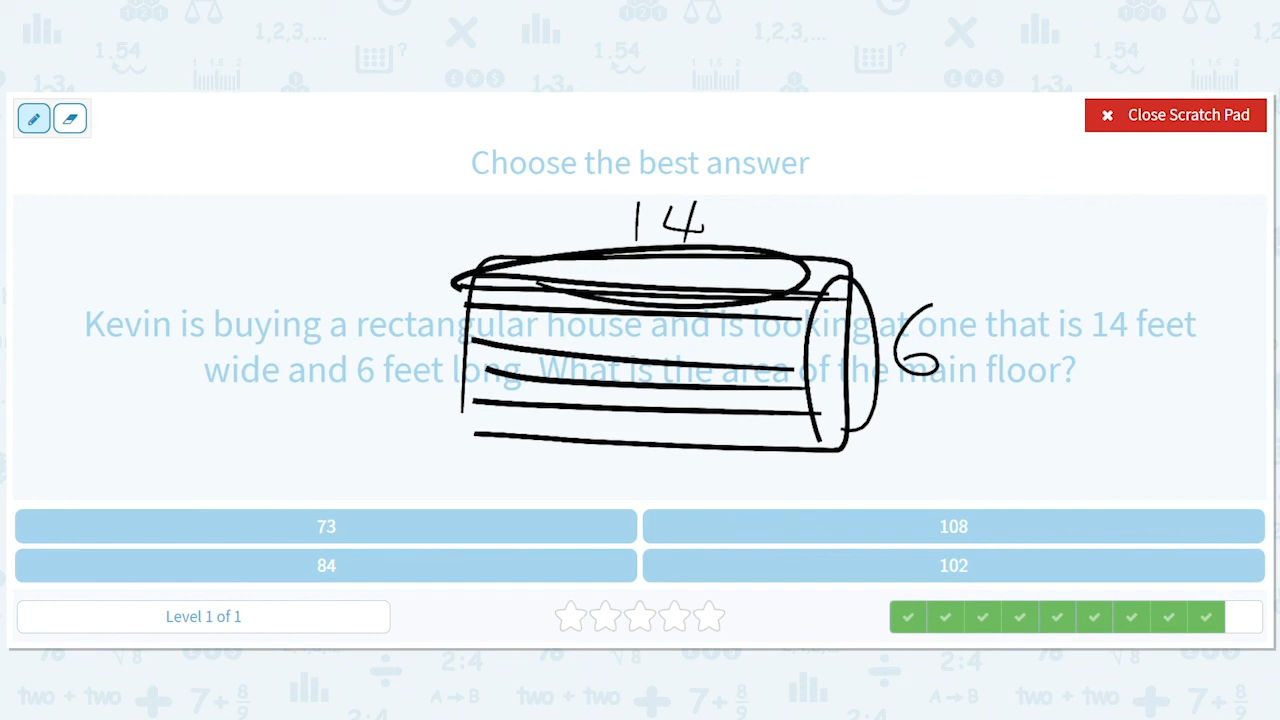 Close Scratch Pad
Choose the best answer
14
Kevin is buying a rectangular house and is looking at one that is 14 feet
wide and 6 feet long. What is the area of the main floor?
6
73
108
84
102
Level 1 of 1